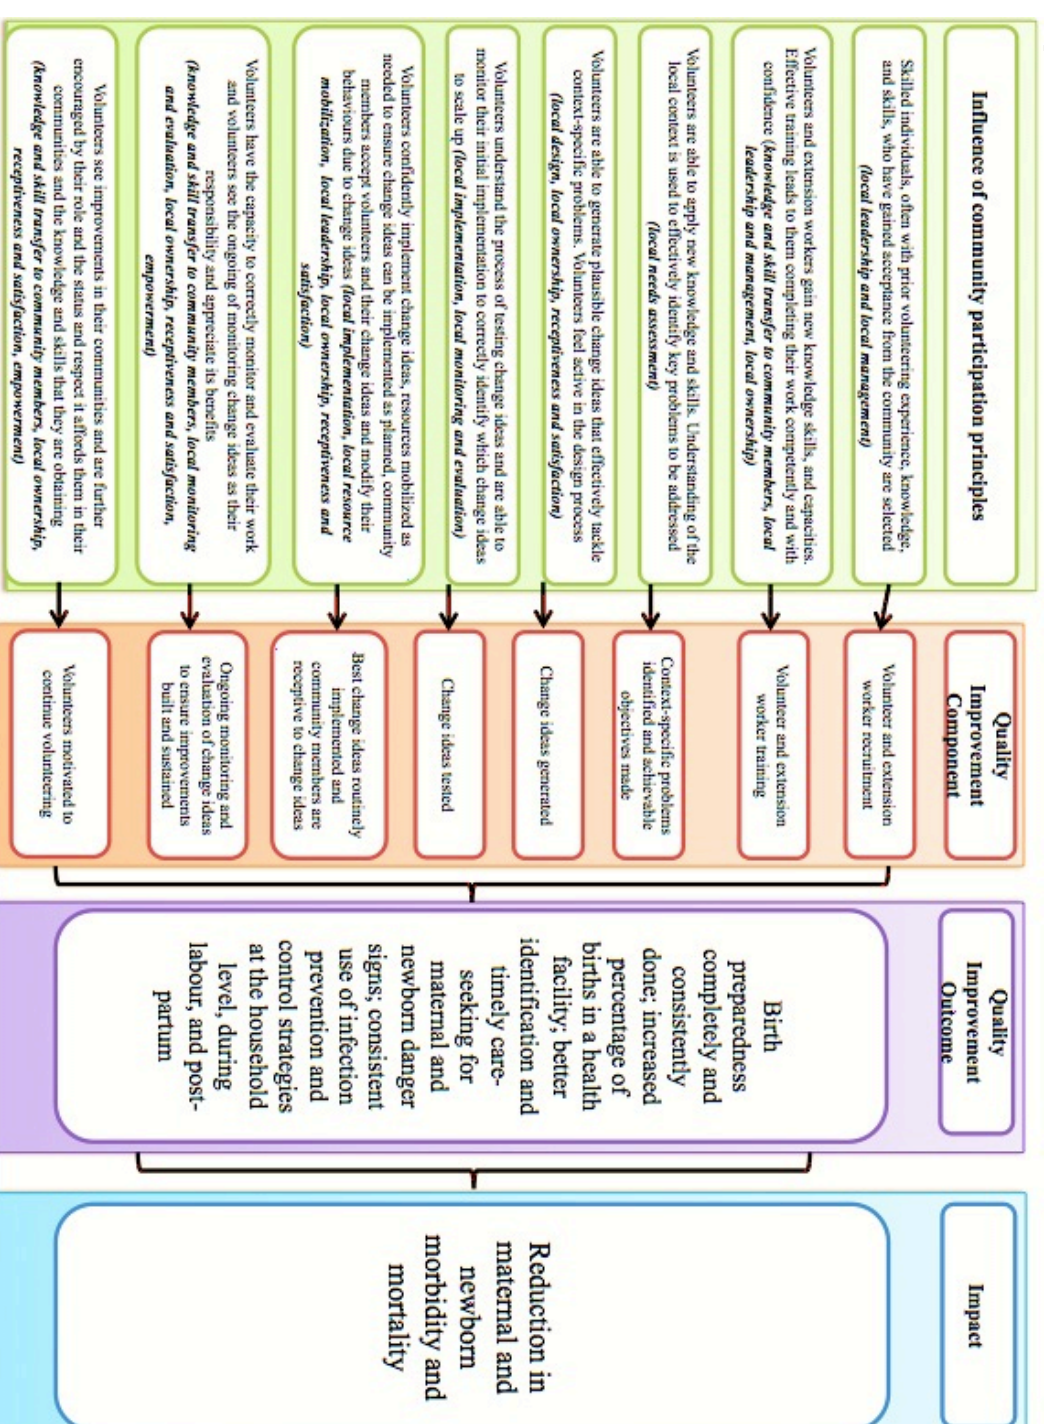 Influence of community participation principles
Skilled individuals, often with prior volunteering experience, knowledge,
and skills, who have gained acceptance from the community are selected
(local leadership and local management)
Volunteers and extension workers gain new knowledge skills, and capacities.
Effective training leads to them completing their work competently and with
confidence (knowledge and skill transfer to community members, local
leadership and management, local ownership)
Volunteers are able to apply new knowledge and skills. Understanding of the
local context is used to effectively identify key problems to be addressed
(local needs assessment)
Volunteers are able to generate plausible change ideas that effectively tackle
context-specific problems. Volunteers feel active in the design process
(local design, local ownership, receptiveness and satisfaction)
Volunteers understand the process of testing change ideas and are able to
monitor their initial implementation to correctly identify which change ideas
to scale up (local implementation, local monitoring and evaluation)
Volunteers confidently implement change ideas, resources mobilized as
needed to ensure change ideas can be implemented as planned, community
members accept volunteers and their change ideas and modify their
behaviours due to change ideas (local implementation, local resource
mobilization, local leadership, local ownership, receptiveness and
satisfaction)
Volunteers have the capacity to correctly monitor and evaluate their work
and volunteers see the ongoing of monitoring change ideas as their
responsibility and appreciate its benefits
(knowledge and skill transfer to community members, local monitoring
and evaluation, local ownership, receptiveness and satisfaction,
empowerment)
Volunteers see improvements in their communities and are further
encouraged by their role and the status and respect it affords them in their
communities and the knowledge and skills that they are obtaining
(knowledge and skill transfer to community members, local ownership,
receptiveness and satisfaction, empowerment)
Quality
Improvement
Component
Volunteer and extension
worker recruitment
Volunteer and extension
worker training
Context-specific problems
identified and achievable
objectives made
Change ideas generated
Change ideas tested
Best change ideas routinely
implemented and
community members are
receptive to change ideas
Ongoing monitoring and
evaluation of change ideas
to ensure improvements
built and sustained
Volunteers motivated to
continue volunteering
Quality
Improvement
Outcome
Birth
preparedness
completely and
consistently
done; increased
percentage of
births in a health
facility; better
identification and
timely care-
seeking for
maternal and
newborn danger
signs; consistent
use of infection
prevention and
control strategies
at the household
level, during
labour, and post-
partum
Impact
Reduction in
maternal and
newborn
morbidity and
mortality